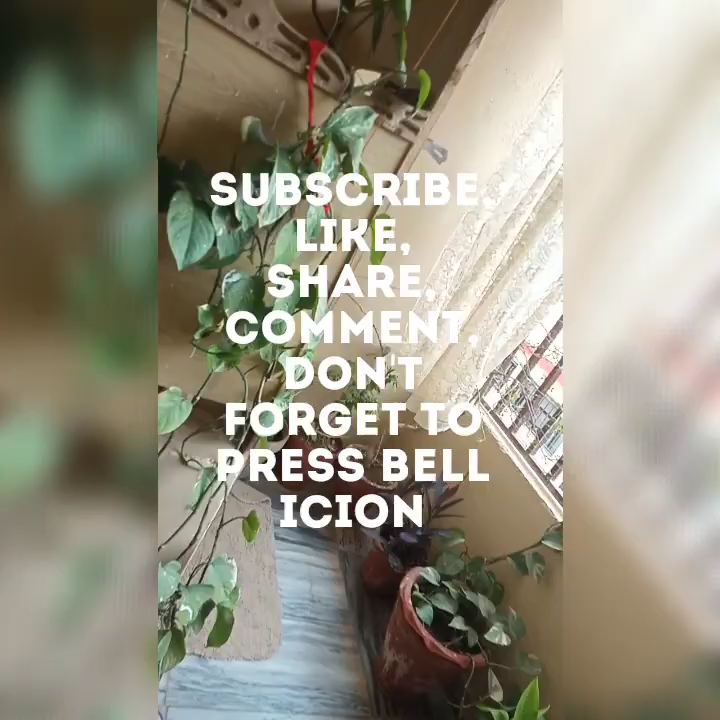 SUBSCRIBE,
LIKE,
SHARE,
COMMENT,
DON'T
FORGET TO
PRESS BELL
ICION